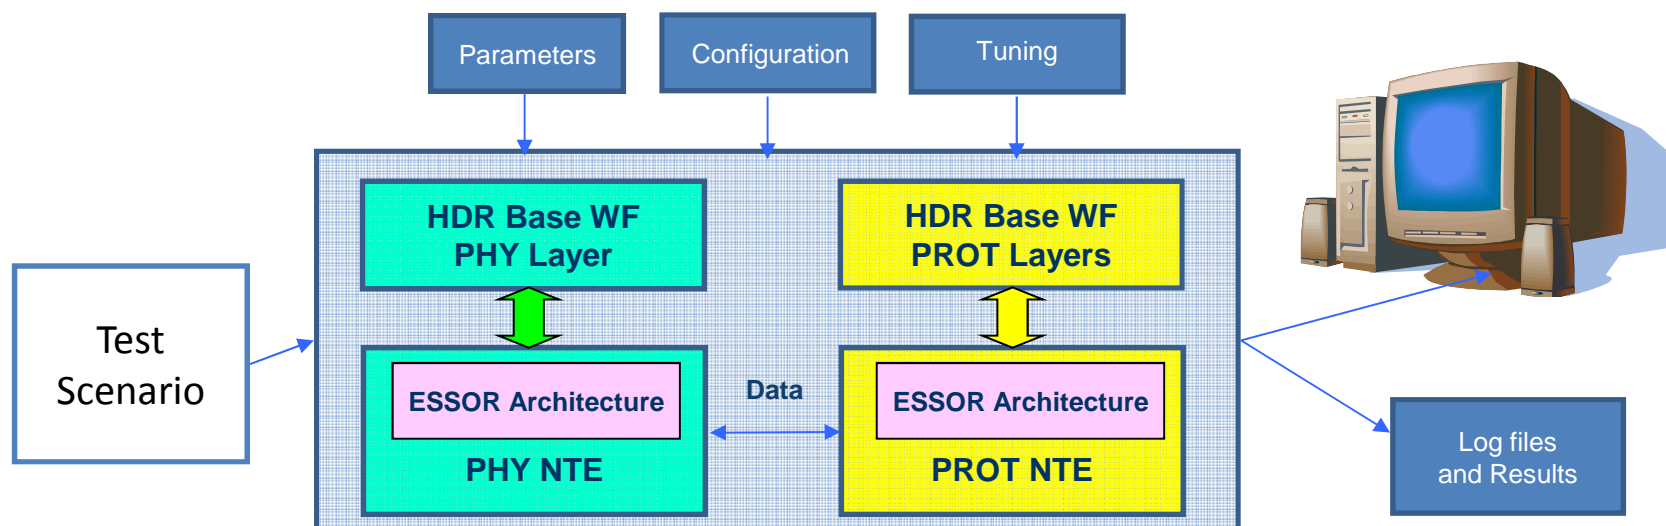 Parameters
Configuration
Tuning
HDR Base WF
PHY Layer
HDR Base WF
PROT Layers
Test
Scenario
ESSOR Architecture
Data
ESSOR Architecture
PHY NTE
PROT NTE
Log files
and Results